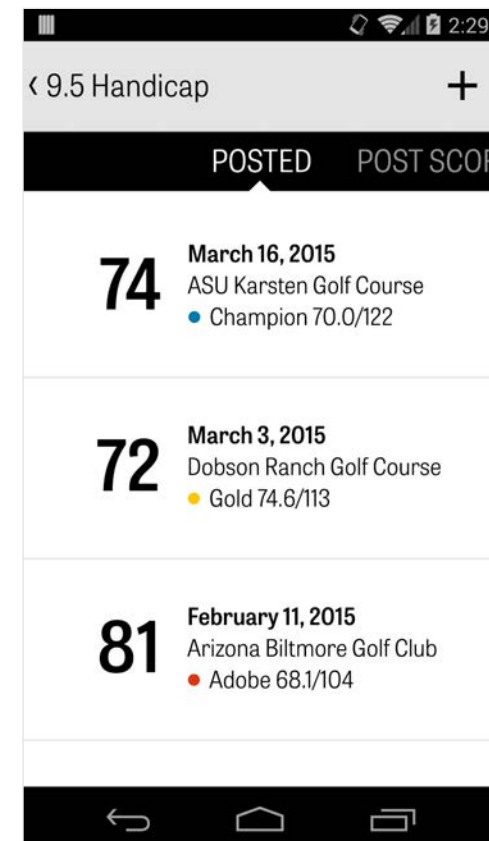 2:29
‹ 9.5 Handicap +
POSTED POST SCOR
74
March 16, 2015
ASU Karsten Golf Course
Champion 70.0/122
72
March 3, 2015
Dobson Ranch Golf Course
Gold 74.6/113
81
February 11, 2015
Arizona Biltmore Golf Club
Adobe 68.1/104